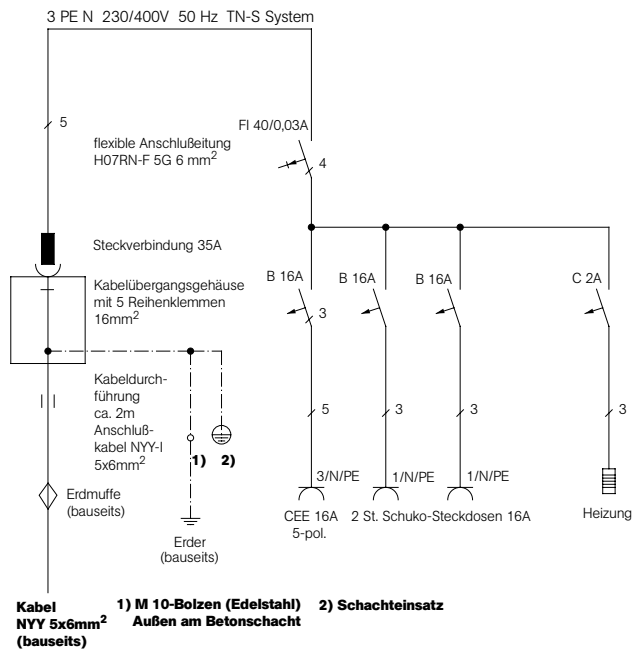 3 PE N 230/400V 50 Hz TN-S System
5
flexible Anschlußeitung
H07RN-F 5G 6 mm²
FI 40/0,03A
4
Steckverbindung 35A
Kabelübergangsgehäuse
mit 5 Reihenklemmen
16mm²
B 16A
B 16A
B 16A
C 2A
3
Kabeldurch-
führung
ca. 2m
Anschluß-
kabel NYY-I
5x6mm²
1)
2)
5
3
3
3
3/N/PE
1/N/PE
1/N/PE
Erdmuffe
(bauseits)
Erder
(bauseits)
CEE 16A
5-pol.
2 St. Schuko-Steckdosen 16A
Heizung
Kabel
NYY 5x6mm²
(bauseits)
1) M 10-Bolzen (Edelstahl)
Außen am Betonschacht
2) Schachteinsatz